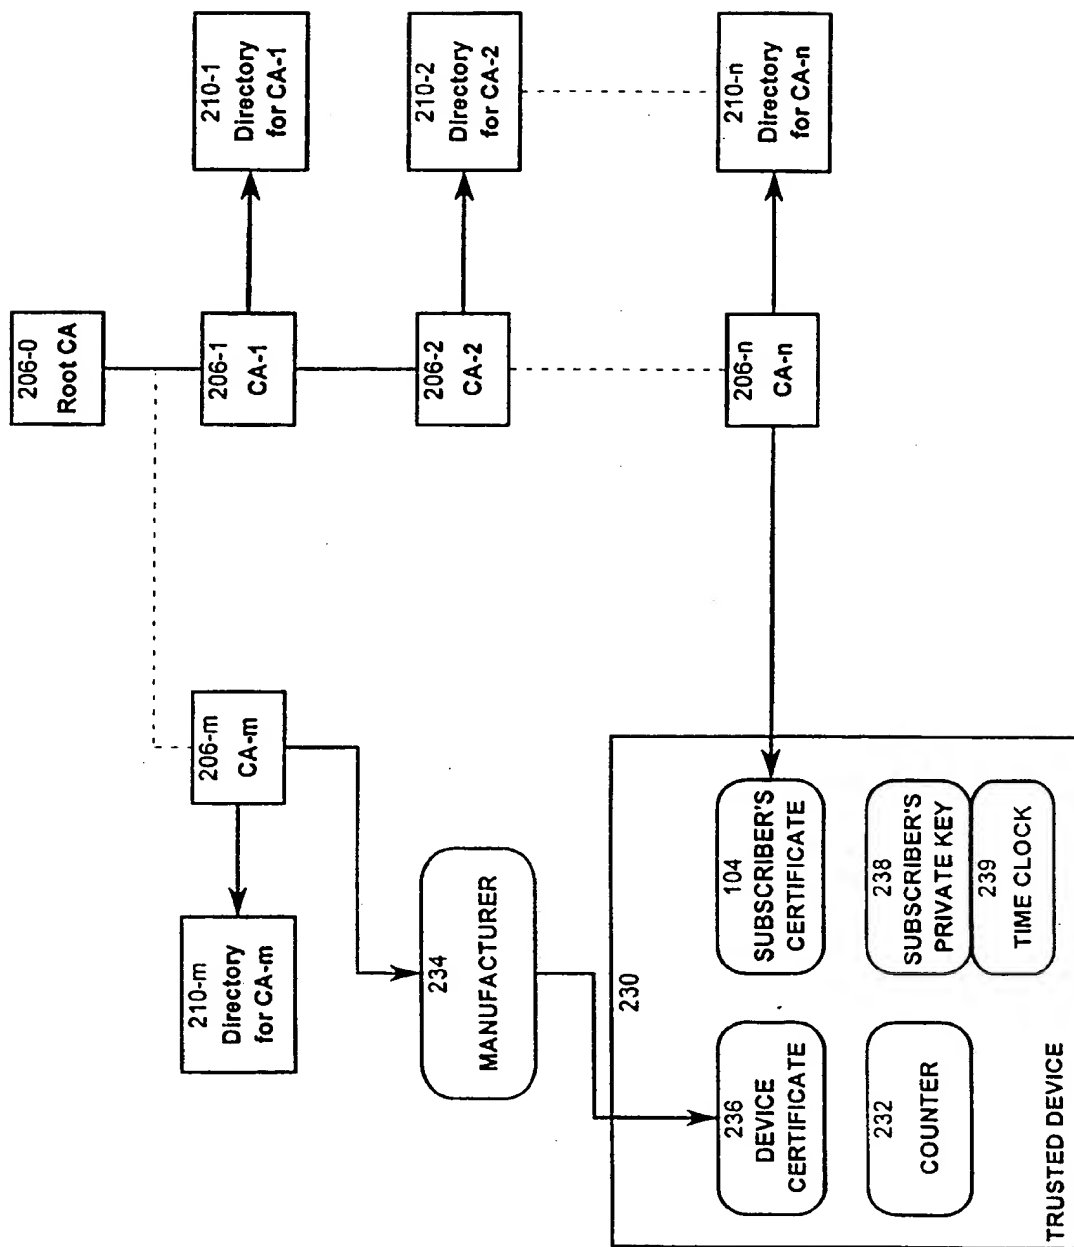 206-0
Root CA
210-1
Directory
for CA-1
206-1
CA-1
210-2
Directory
for CA-2
206-2
CA-2
210-n
Directory
for CA-n
206-n
CA-n
206-m
CA-m
210-m
Directory
for CA-m
234
MANUFACTURER
230
236
DEVICE
CERTIFICATE
104
SUBSCRIBER'S
CERTIFICATE
232
COUNTER
238
SUBSCRIBER'S
PRIVATE KEY
239
TIME CLOCK
TRUSTED DEVICE